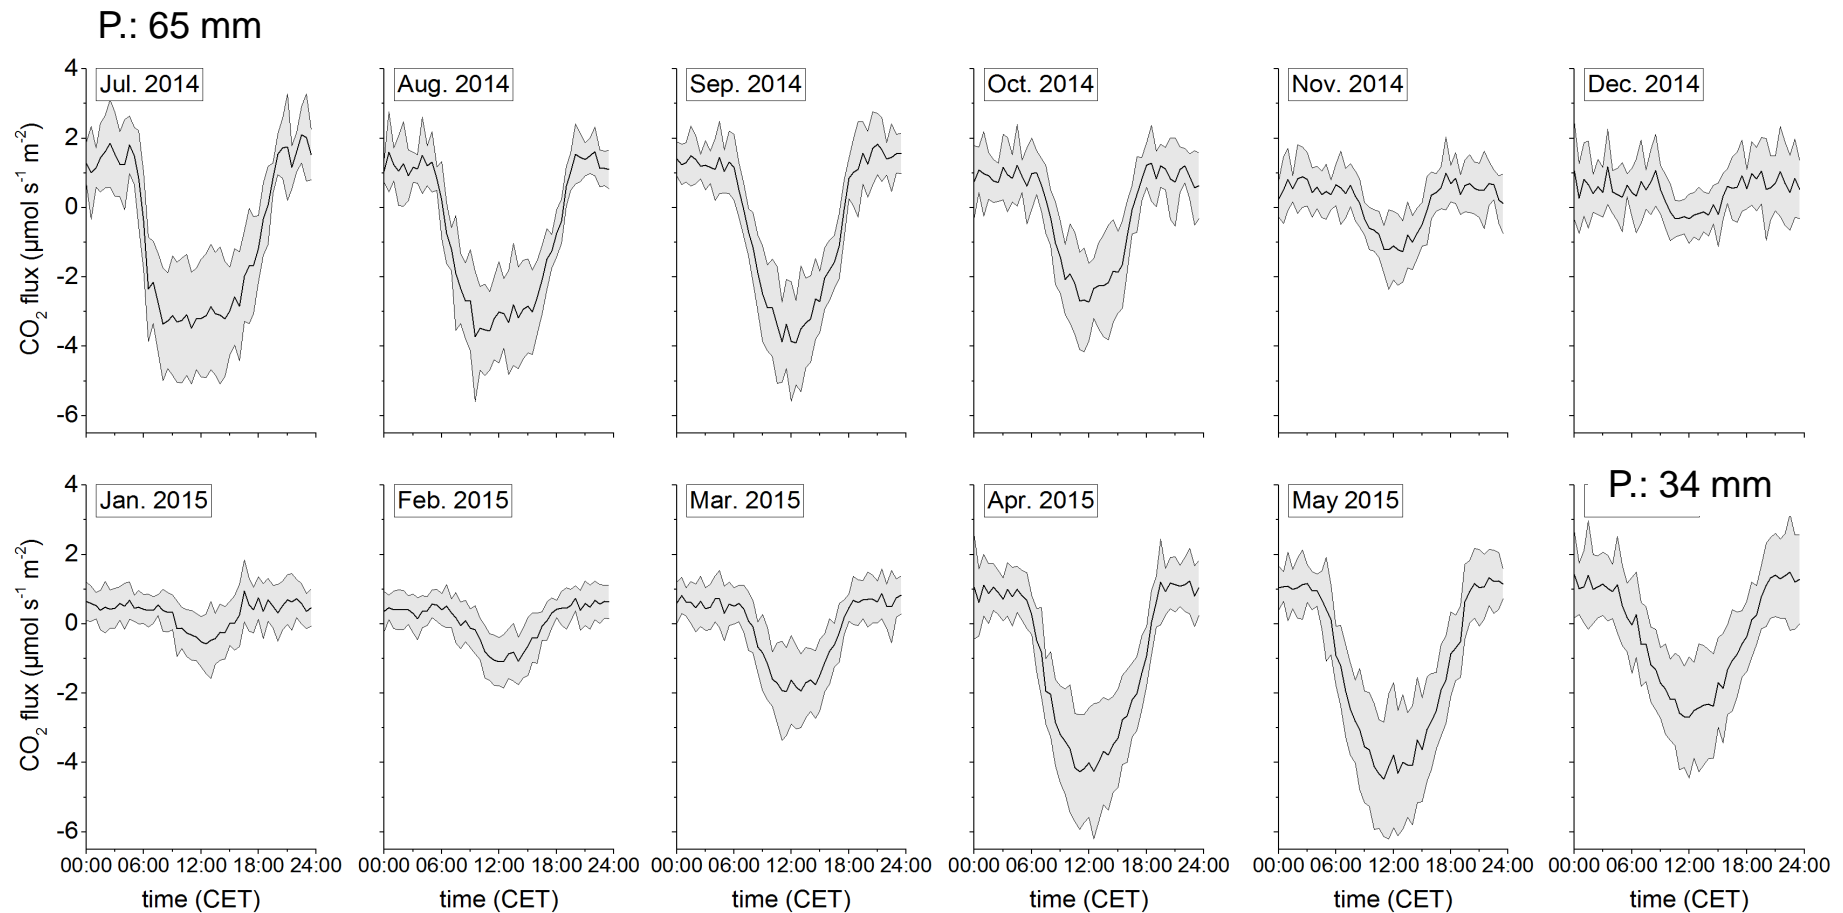 P.: 65 mm
Jul. 2014
Aug. 2014
Sep. 2014
Oct. 2014
Nov. 2014
Dec. 2014
4
2
0
-2
-4
-6
CO2 flux (µmol s-1 m-2)
Jan. 2015
Feb. 2015
Mar. 2015
Apr. 2015
May 2015
P.: 34 mm
4
2
0
-2
-4
-6
CO2 flux (µmol s-1 m-2)
00:00 06:00 12:00 18:00 24:00
00:00 06:00 12:00 18:00 24:00
00:00 06:00 12:00 18:00 24:00
00:00 06:00 12:00 18:00 24:00
00:00 06:00 12:00 18:00 24:00
00:00 06:00 12:00 18:00 24:00
time (CET)
time (CET)
time (CET)
time (CET)
time (CET)
time (CET)